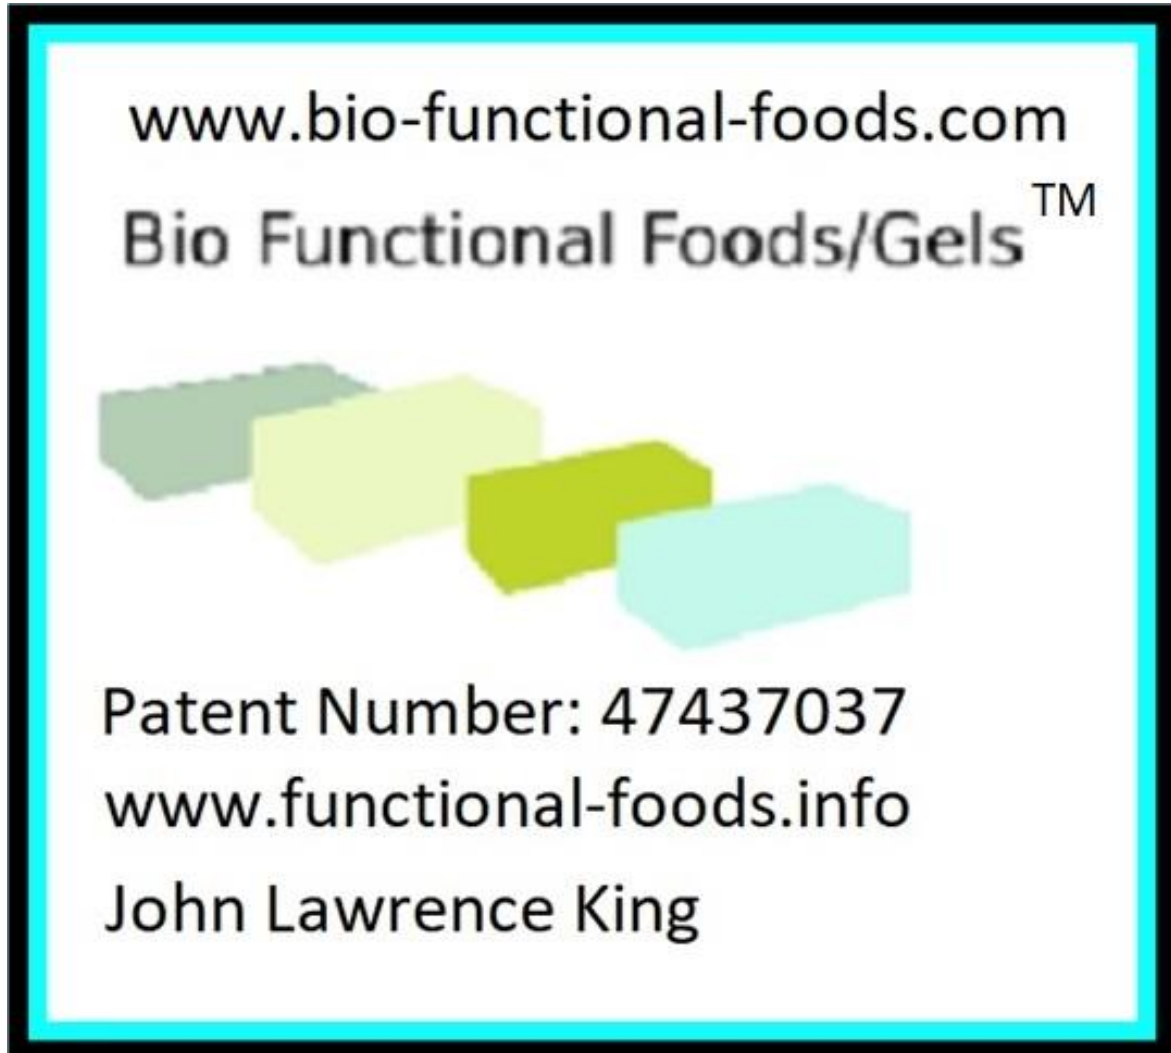 www.bio-functional-foods.com
Bio Functional Foods/Gels™
Patent Number: 47437037
www.functional-foods.info
John Lawrence King